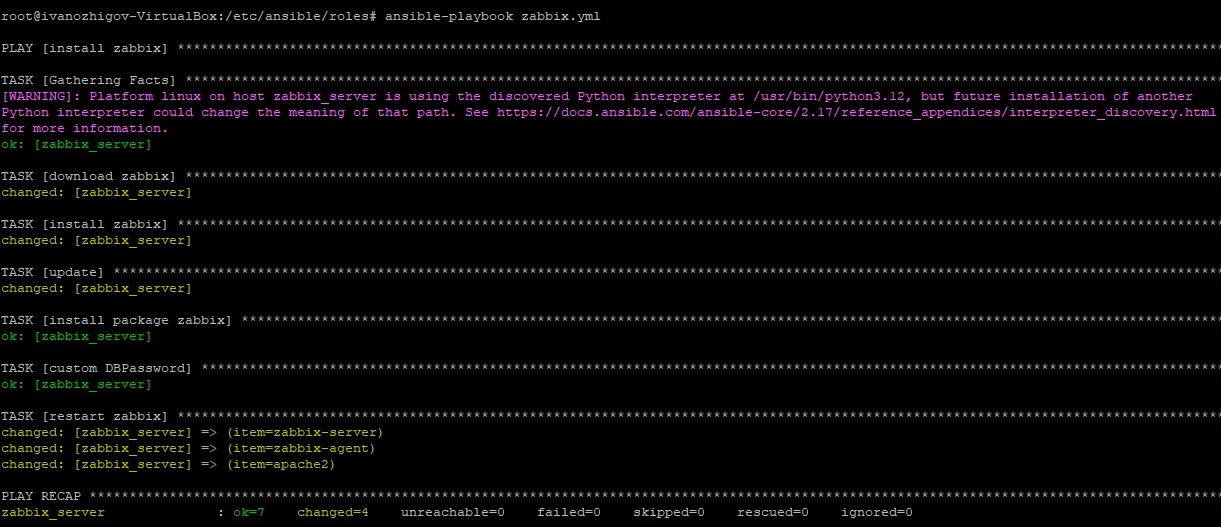 root@ivanozhigov-VirtualBox:/etc/ansible/roles# ansible-playbook zabbix.yml
PLAY [install zabbix] ***********************************************************************************************************************************
TASK [Gathering Facts] **********************************************************************************************************************************
[WARNING]: Platform linux on host zabbix_server is using the discovered Python interpreter at /usr/bin/python3.12, but future installation of another
Python interpreter could change the meaning of that path. See https://docs.ansible.com/ansible-core/2.17/reference_appendices/interpreter_discovery.html
for more information.
ok: [zabbix_server]
TASK [download zabbix] **********************************************************************************************************************************
changed: [zabbix_server]
TASK [install zabbix] ***********************************************************************************************************************************
changed: [zabbix_server]
TASK [update] *******************************************************************************************************************************************
changed: [zabbix_server]
TASK [install package zabbix] ***************************************************************************************************************************
ok: [zabbix_server]
TASK [custom DBPassword] ********************************************************************************************************************************
ok: [zabbix_server]
TASK [restart zabbix] ***********************************************************************************************************************************
changed: [zabbix_server] => (item=zabbix-server)
changed: [zabbix_server] => (item=zabbix-agent)
changed: [zabbix_server] => (item=apache2)
PLAY RECAP **********************************************************************************************************************************************
zabbix_server              : ok=7    changed=4    unreachable=0    failed=0    skipped=0    rescued=0    ignored=0